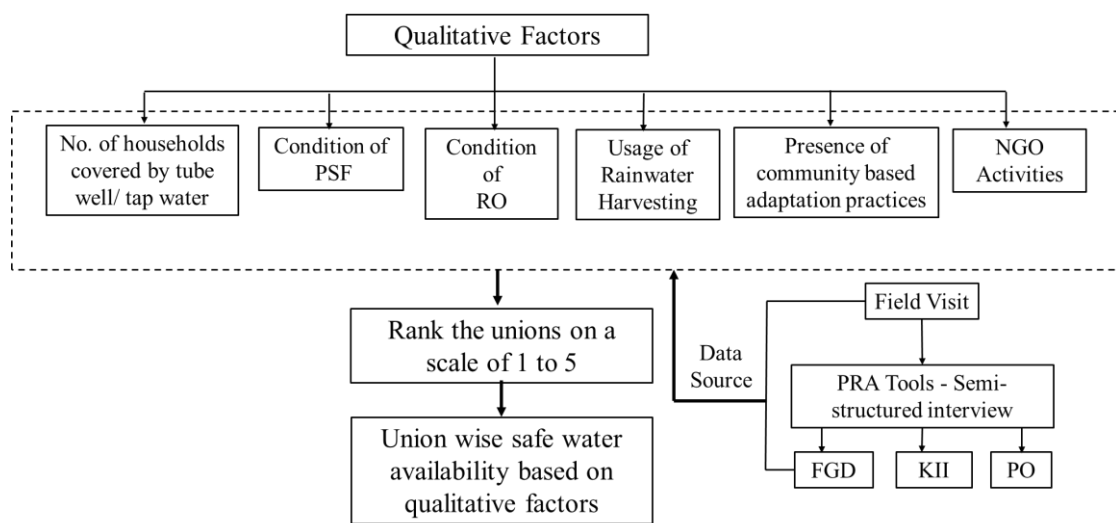 Qualitative Factors
No. of households
covered by tube
well/ tap water
Condition of
PSF
Condition
of
RO
Usage of
Rainwater
Harvesting
Presence of
community based
adaptation practices
NGO
Activities
Rank the unions on a
scale of 1 to 5
Union wise safe water
availability based on
qualitative factors
Data
Source
Field Visit
PRA Tools - Semi-
structured interview
FGD
KII
PO